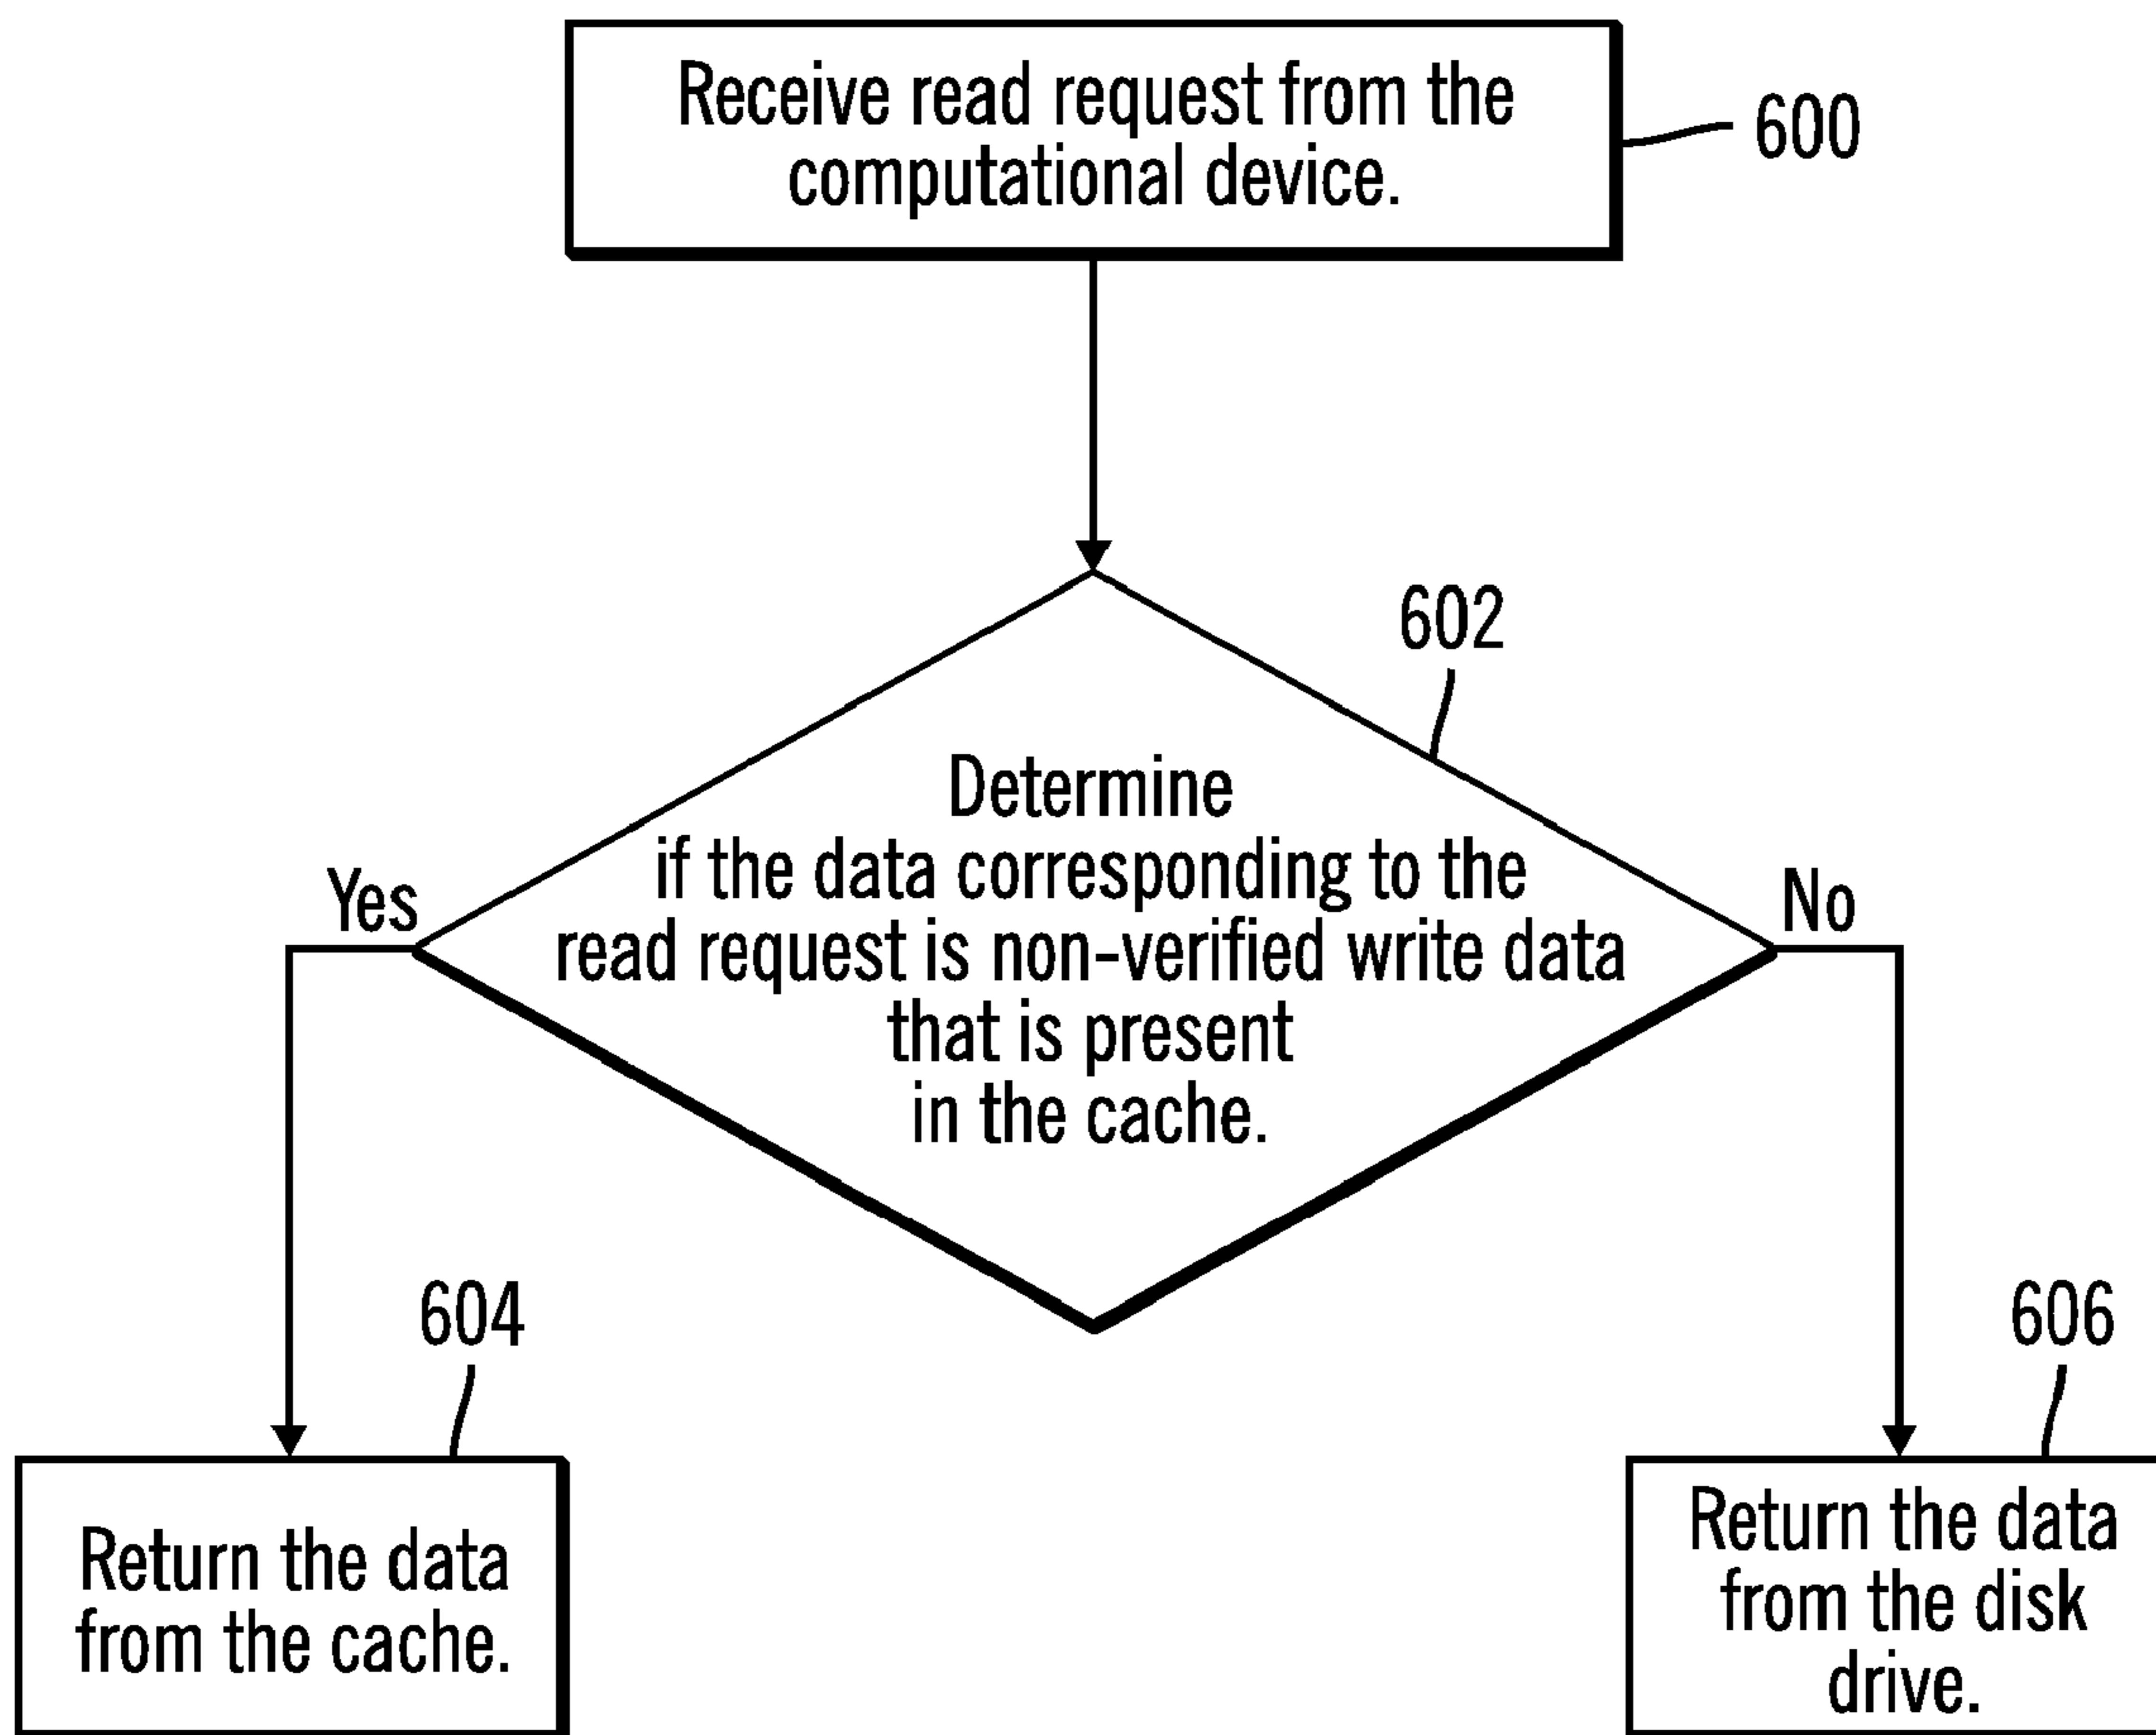 Receive read request from the
computational device.
600
602
Determine
if the data corresponding to the
read request is non-verified write data
that is present
in the cache.
Yes
No
604
Return the data
from the cache.
606
Return the data
from the disk
drive.